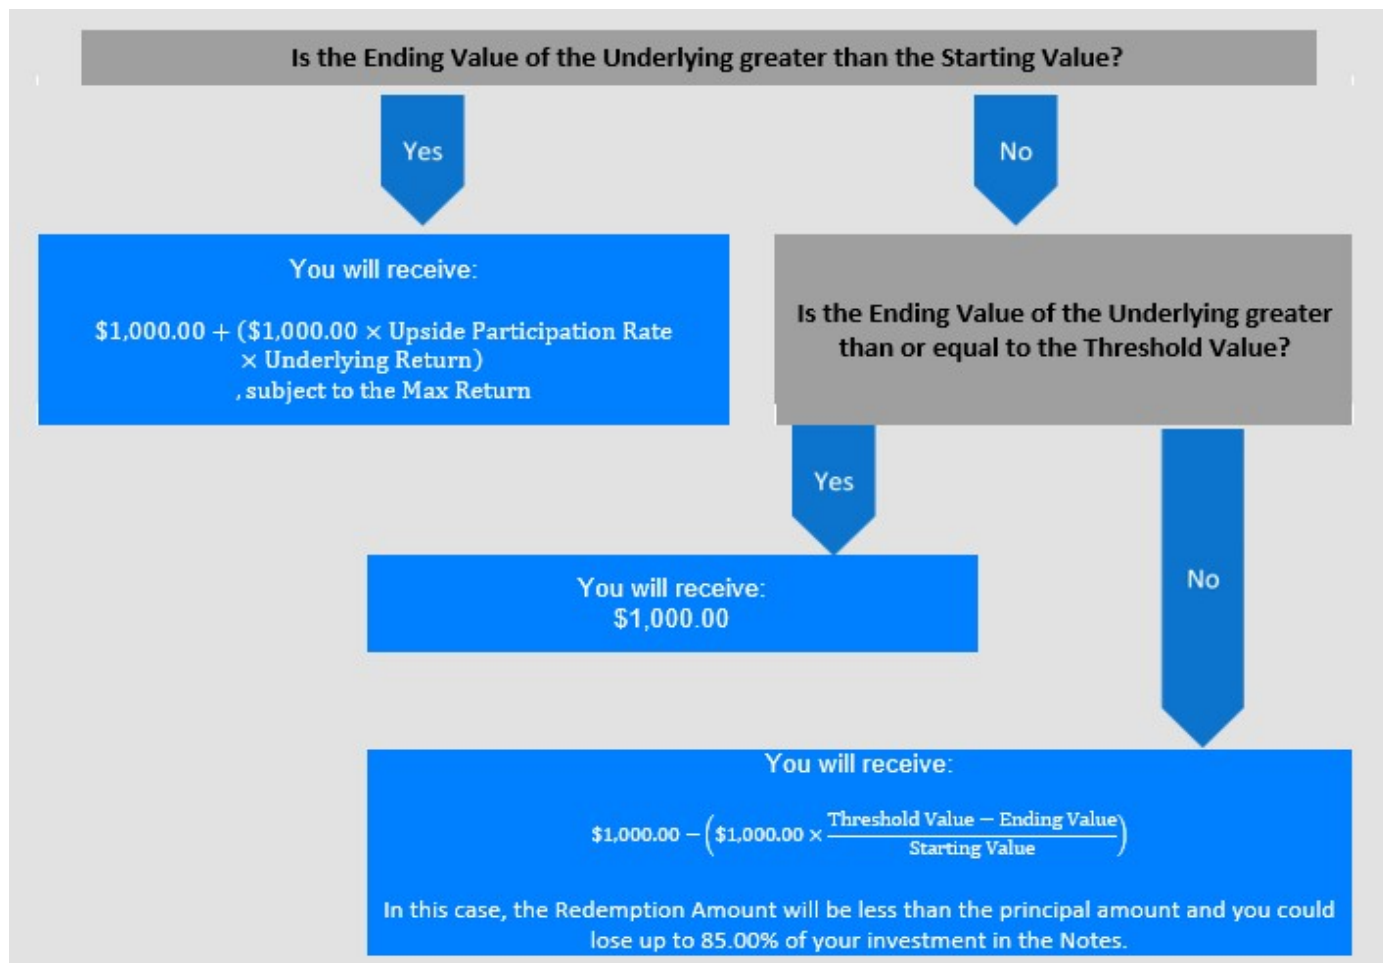 Is the Ending Value of the Underlying greater than the Starting Value?
Yes
No
You will receive:
$1,000.00 + ($1,000.00 × Upside Participation Rate
× Underlying Return)
, subject to the Max Return
Is the Ending Value of the Underlying greater
than or equal to the Threshold Value?
Yes
No
You will receive:
$1,000.00
You will receive:
$1,000.00 − ($1,000.00 × Threshold Value − Ending Value / Starting Value)
In this case, the Redemption Amount will be less than the principal amount and you could
lose up to 85.00% of your investment in the Notes.